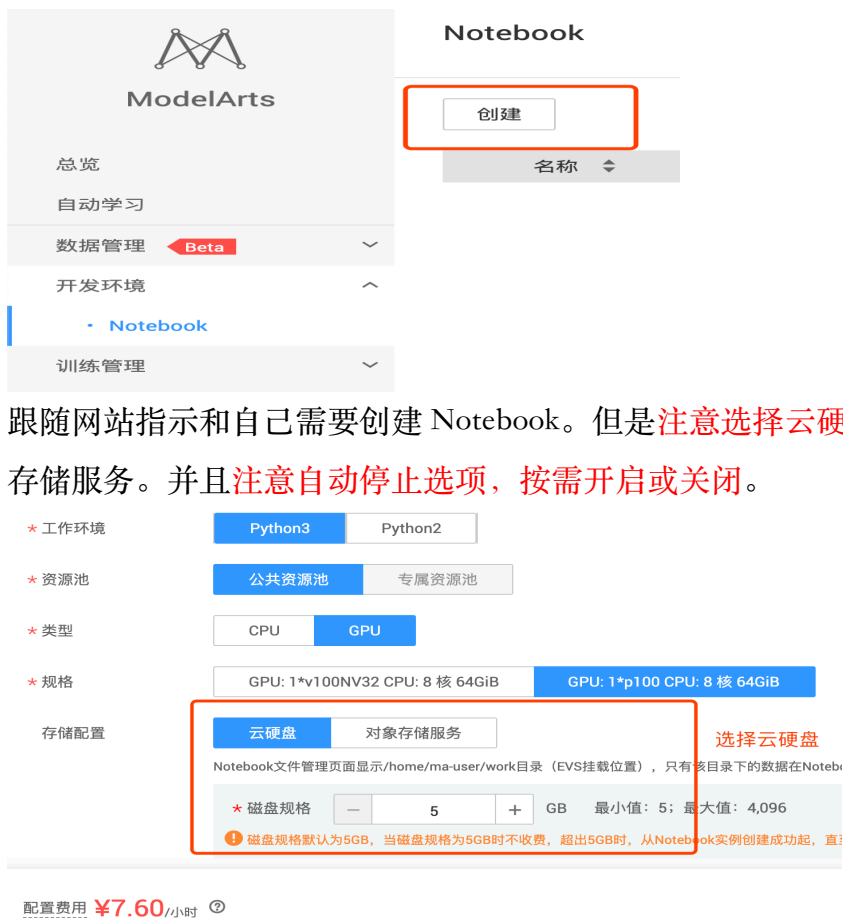 ModelArts
总览
自动学习
数据管理 Beta
开发环境
· Notebook
训练管理
Notebook
创建
名称
跟随网站指示和自己需要创建 Notebook。但是注意选择云硬
存储服务。并且注意自动停止选项，按需开启或关闭。
* 工作环境 Python3 Python2
* 资源池 公共资源池 专属资源池
* 类型 CPU GPU
* 规格 GPU: 1*v100NV32 CPU: 8 核 64GiB GPU: 1*p100 CPU: 8 核 64GiB
存储配置 云硬盘 对象存储服务 选择云硬盘
Notebook文件管理页面显示/home/ma-user/work目录（EVS挂载位置），只有该目录下的数据在Notebo
* 磁盘规格 — 5 + GB 最小值：5；最大值：4,096
! 磁盘规格默认为5GB，当磁盘规格为5GB时不收费，超出5GB时，从Notebook实例创建成功起，直至
配置费用 ¥7.60/小时 ?